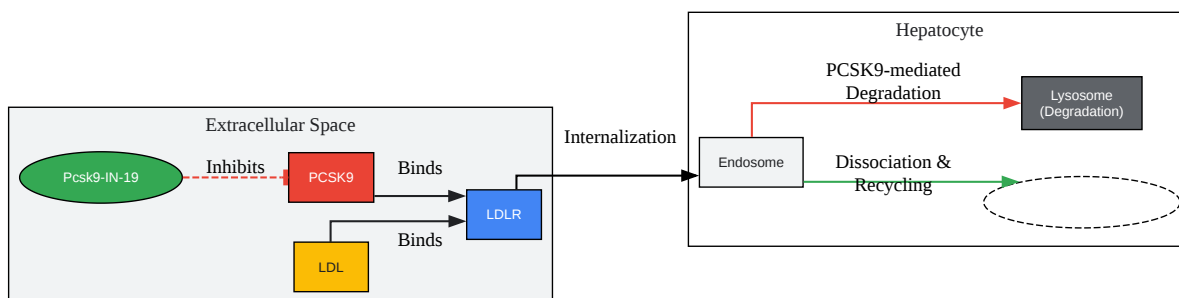 Hepatocyte
PCSK9-mediated
Degradation
Lysosome
(Degradation)
Extracellular Space
Internalization
Pcsk9-IN-19
Inhibits
PCSK9
Binds
Endosome
Dissociation &
Recycling
LDLR
Binds
LDL